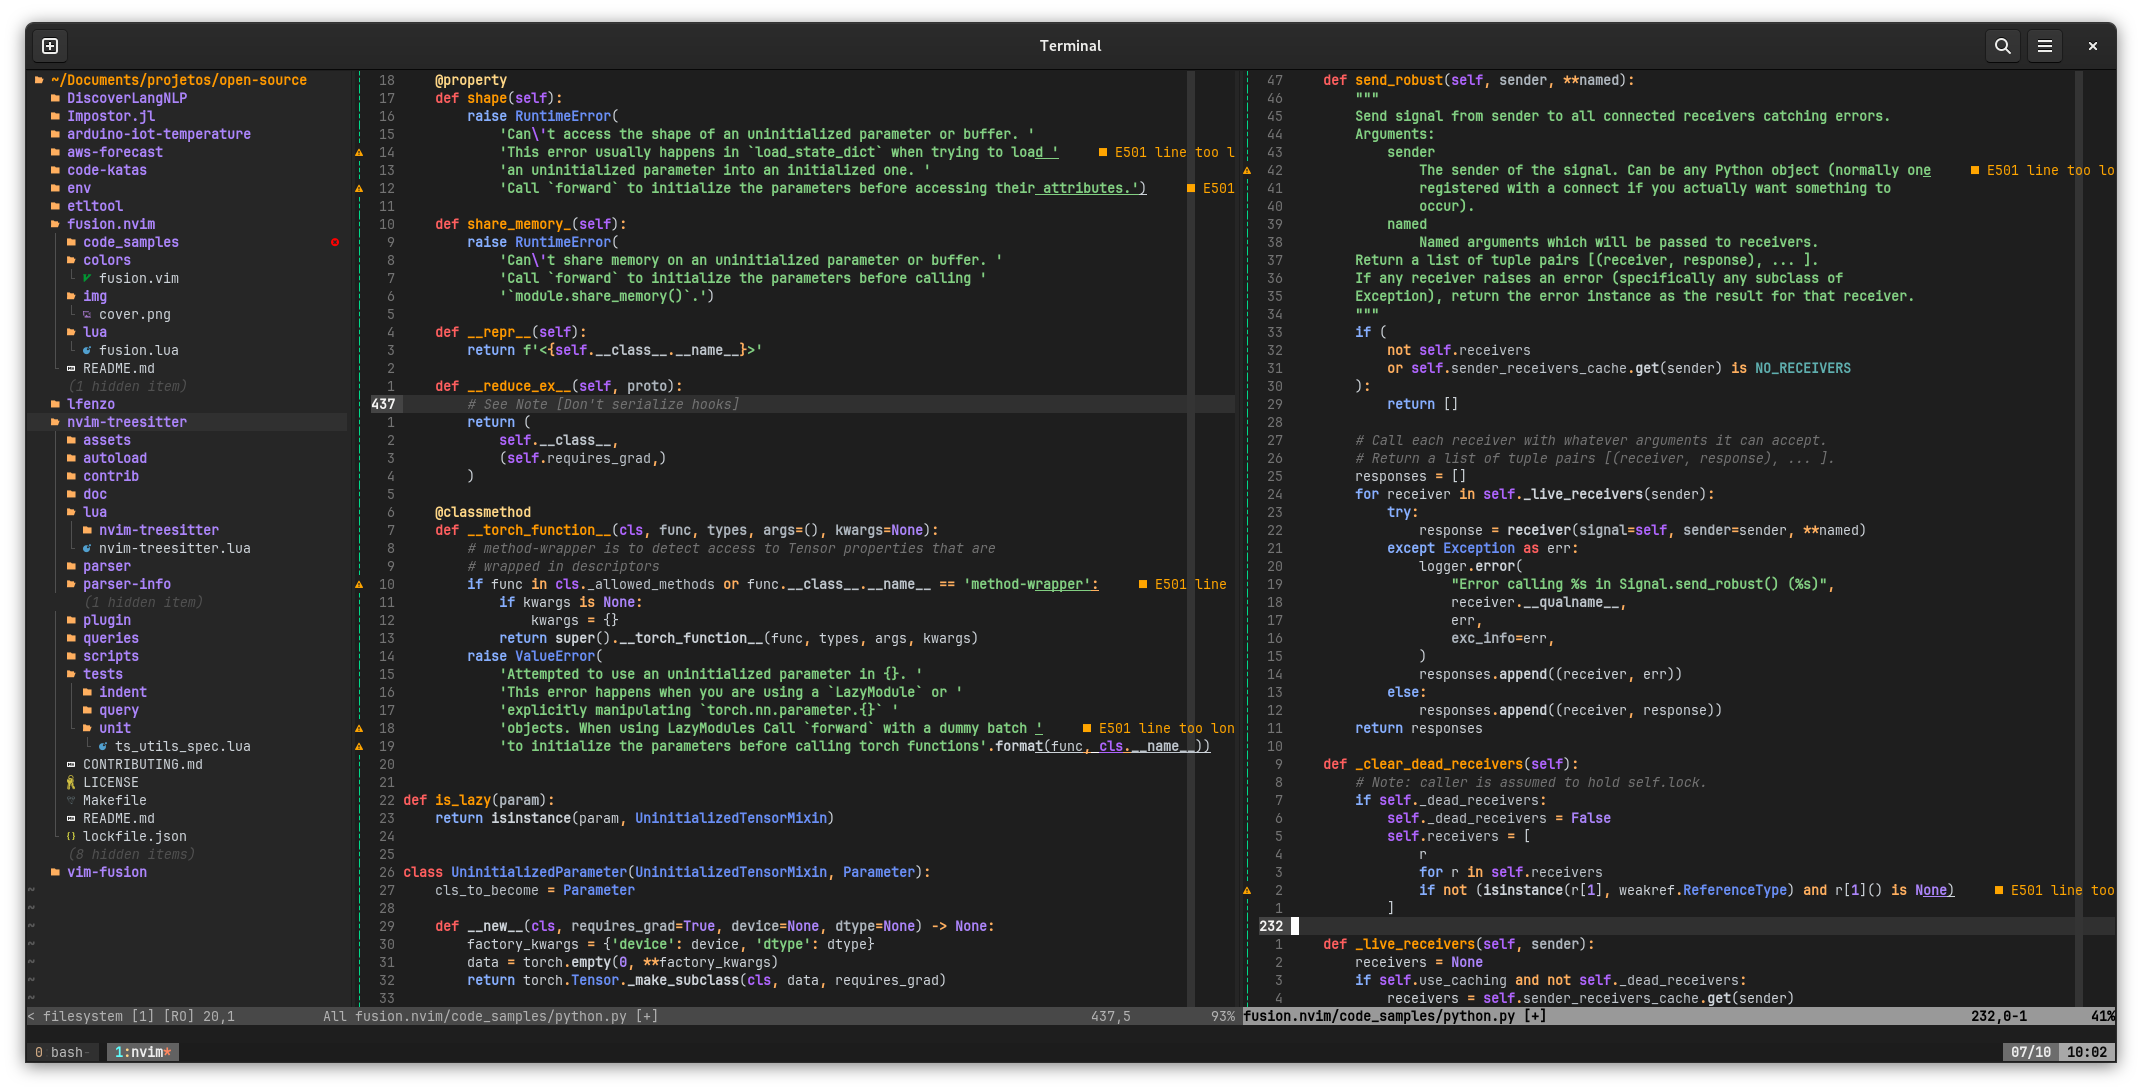 Terminal
~/Documents/projetos/open-source
DiscoverLangNLP
Impostor.jl
arduino-iot-temperature
aws-forecast
code-katas
env
etltool
fusion.nvim
code_samples
colors
fusion.vim
img
cover.png
lua
fusion.lua
README.md
(1 hidden item)
lfenzo
nvim-treesitter
assets
autoload
contrib
doc
lua
nvim-treesitter
nvim-treesitter.lua
parser
parser-info
(1 hidden item)
plugin
queries
scripts
tests
indent
query
unit
ts_utils_spec.lua
CONTRIBUTING.md
LICENSE
Makefile
README.md
{} lockfile.json
(8 hidden items)
vim-fusion
~
~
~
~
~
~
~
18     @property
17     def shape(self):
16         raise RuntimeError(
15             'Can\'t access the shape of an uninitialized parameter or buffer. '
14             'This error usually happens in `load_state_dict` when trying to load '     ■ E501 line too l
13             'an uninitialized parameter into an initialized one. '
12             'Call `forward` to initialize the parameters before accessing their attributes.')     ■ E501
11
10     def share_memory_(self):
9         raise RuntimeError(
8             'Can\'t share memory on an uninitialized parameter or buffer. '
7             'Call `forward` to initialize the parameters before calling '
6             '`module.share_memory()`.')
5
4     def __repr__(self):
3         return f'<{self.__class__.__name__}>'
2
1     def __reduce_ex__(self, proto):
437         # See Note [Don't serialize hooks]
1         return (
2             self.__class__,
3             (self.requires_grad,)
4         )
5
6     @classmethod
7     def __torch_function__(cls, func, types, args=(), kwargs=None):
8         # method-wrapper is to detect access to Tensor properties that are
9         # wrapped in descriptors
10         if func in cls._allowed_methods or func.__class__.__name__ == 'method-wrapper':     ■ E501 line
11             if kwargs is None:
12                 kwargs = {}
13             return super().__torch_function__(func, types, args, kwargs)
14         raise ValueError(
15             'Attempted to use an uninitialized parameter in {}. '
16             'This error happens when you are using a `LazyModule` or '
17             'explicitly manipulating `torch.nn.parameter.{}` '
18             'objects. When using LazyModules Call `forward` with a dummy batch '     ■ E501 line too lon
19             'to initialize the parameters before calling torch functions'.format(func, cls.__name__))
20
21
22 def is_lazy(param):
23     return isinstance(param, UninitializedTensorMixin)
24
25
26 class UninitializedParameter(UninitializedTensorMixin, Parameter):
27     cls_to_become = Parameter
28
29     def __new__(cls, requires_grad=True, device=None, dtype=None) -> None:
30         factory_kwargs = {'device': device, 'dtype': dtype}
31         data = torch.empty(0, **factory_kwargs)
32         return torch.Tensor._make_subclass(cls, data, requires_grad)
33
47     def send_robust(self, sender, **named):
46         """
45         Send signal from sender to all connected receivers catching errors.
44         Arguments:
43             sender
42                 The sender of the signal. Can be any Python object (normally one     ■ E501 line too lo
41                 registered with a connect if you actually want something to
40                 occur).
39             named
38                 Named arguments which will be passed to receivers.
37         Return a list of tuple pairs [(receiver, response), ... ].
36         If any receiver raises an error (specifically any subclass of
35         Exception), return the error instance as the result for that receiver.
34         """
33         if (
32             not self.receivers
31             or self.sender_receivers_cache.get(sender) is NO_RECEIVERS
30         ):
29             return []
28
27         # Call each receiver with whatever arguments it can accept.
26         # Return a list of tuple pairs [(receiver, response), ... ].
25         responses = []
24         for receiver in self._live_receivers(sender):
23             try:
22                 response = receiver(signal=self, sender=sender, **named)
21             except Exception as err:
20                 logger.error(
19                     "Error calling %s in Signal.send_robust() (%s)",
18                     receiver.__qualname__,
17                     err,
16                     exc_info=err,
15                 )
14                 responses.append((receiver, err))
13             else:
12                 responses.append((receiver, response))
11         return responses
10
9     def _clear_dead_receivers(self):
8         # Note: caller is assumed to hold self.lock.
7         if self._dead_receivers:
6             self._dead_receivers = False
5             self.receivers = [
4                 r
3                 for r in self.receivers
2                 if not (isinstance(r[1], weakref.ReferenceType) and r[1]() is None)     ■ E501 line too
1             ]
232
1     def _live_receivers(self, sender):
2         receivers = None
3         if self.use_caching and not self._dead_receivers:
4             receivers = self.sender_receivers_cache.get(sender)
< filesystem [1] [RO] 20,1           All fusion.nvim/code_samples/python.py [+]          437,5          93% fusion.nvim/code_samples/python.py [+]          232,0-1        41%
0 bash-  1:nvim*          07/10  10:02